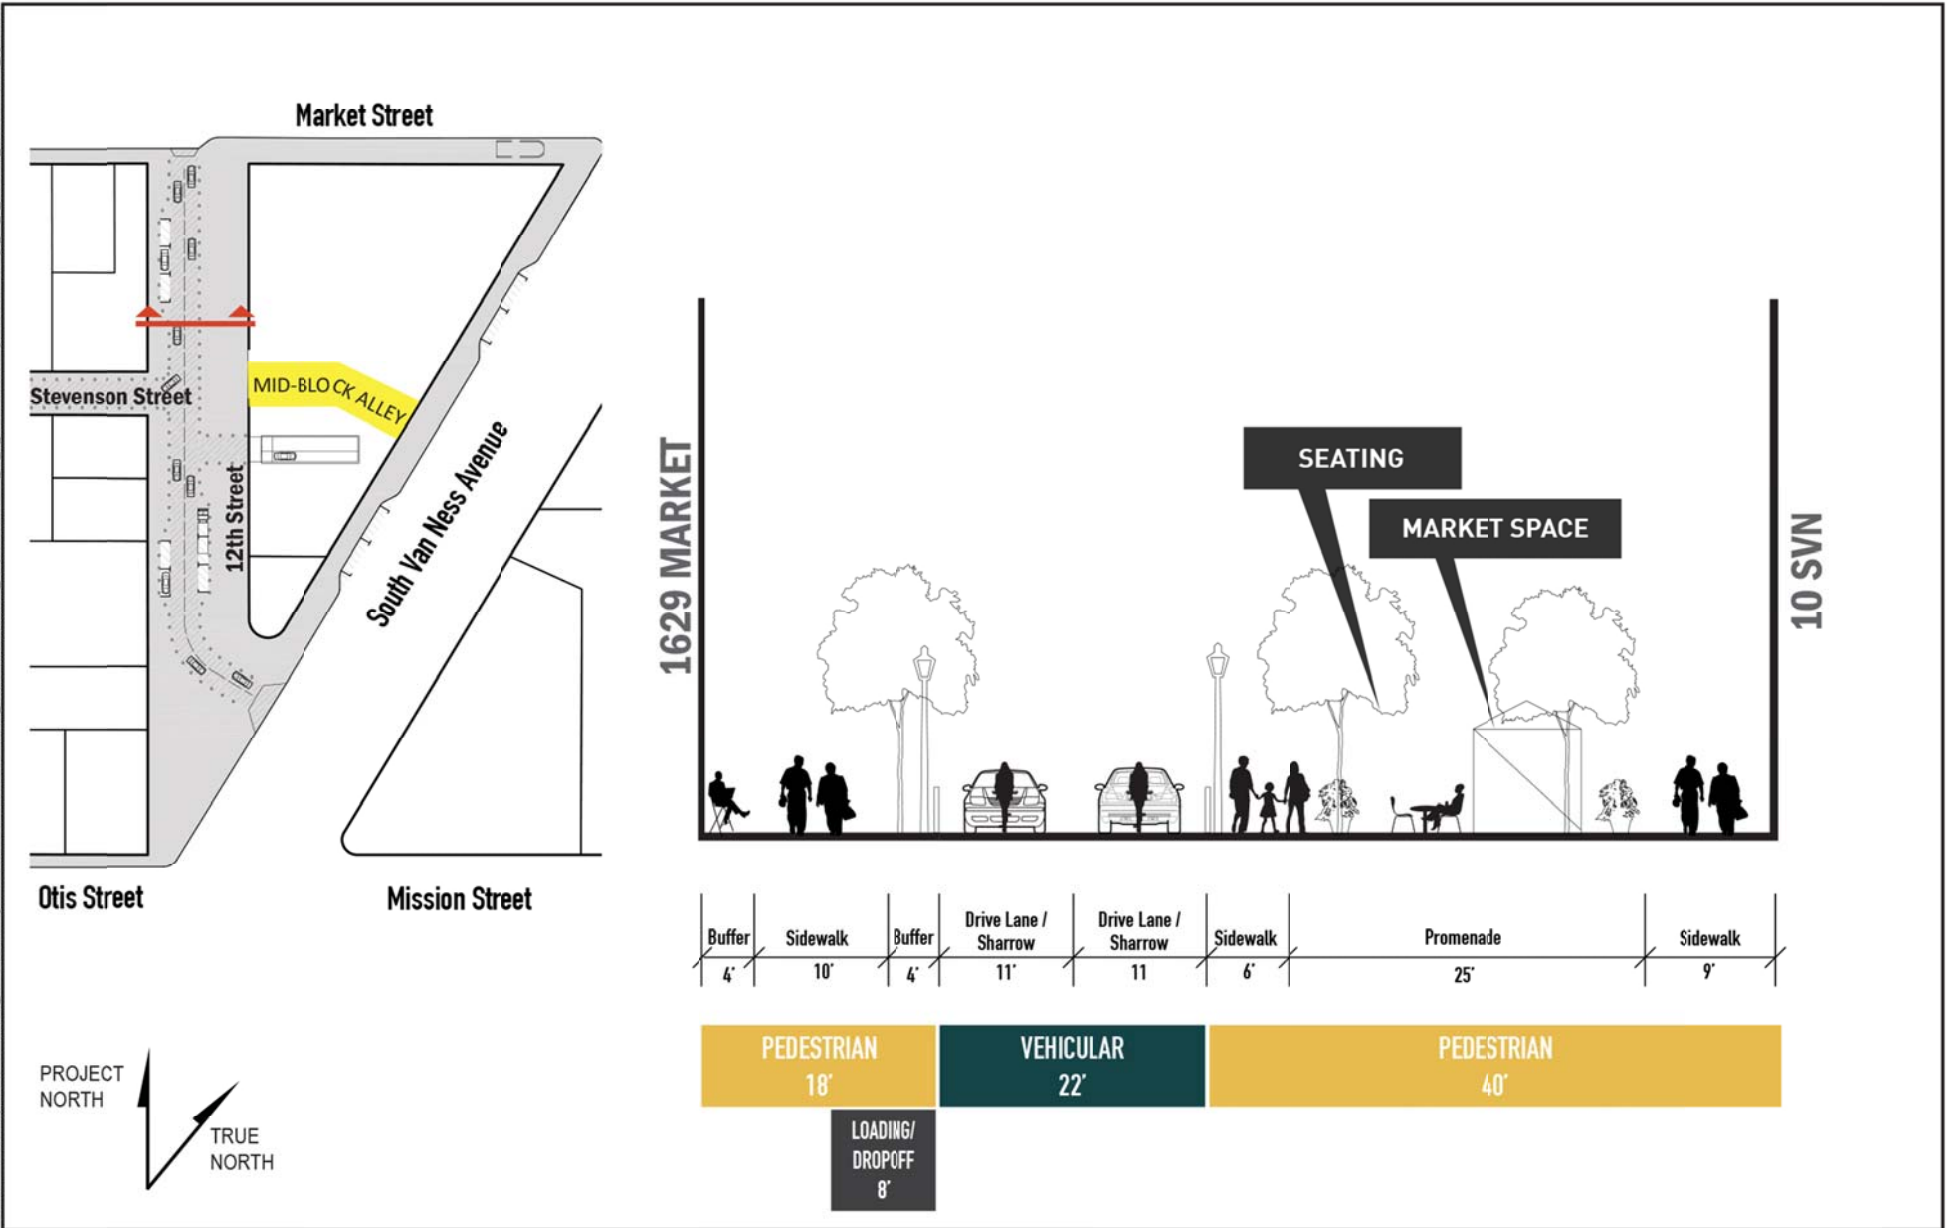 Market Street
MID-BLOCK ALLEY
Stevenson Street
12th Street
South Van Ness Avenue
Otis Street
Mission Street
PROJECT
NORTH
TRUE
NORTH
1629 MARKET
SEATING
MARKET SPACE
10 SVN
Buffer
4'
Sidewalk
10'
Buffer
4'
Drive Lane /
Sharrow
11'
Drive Lane /
Sharrow
11
Sidewalk
6'
Promenade
25'
Sidewalk
9'
PEDESTRIAN
18'
VEHICULAR
22'
PEDESTRIAN
40'
LOADING/
DROPOFF
8'